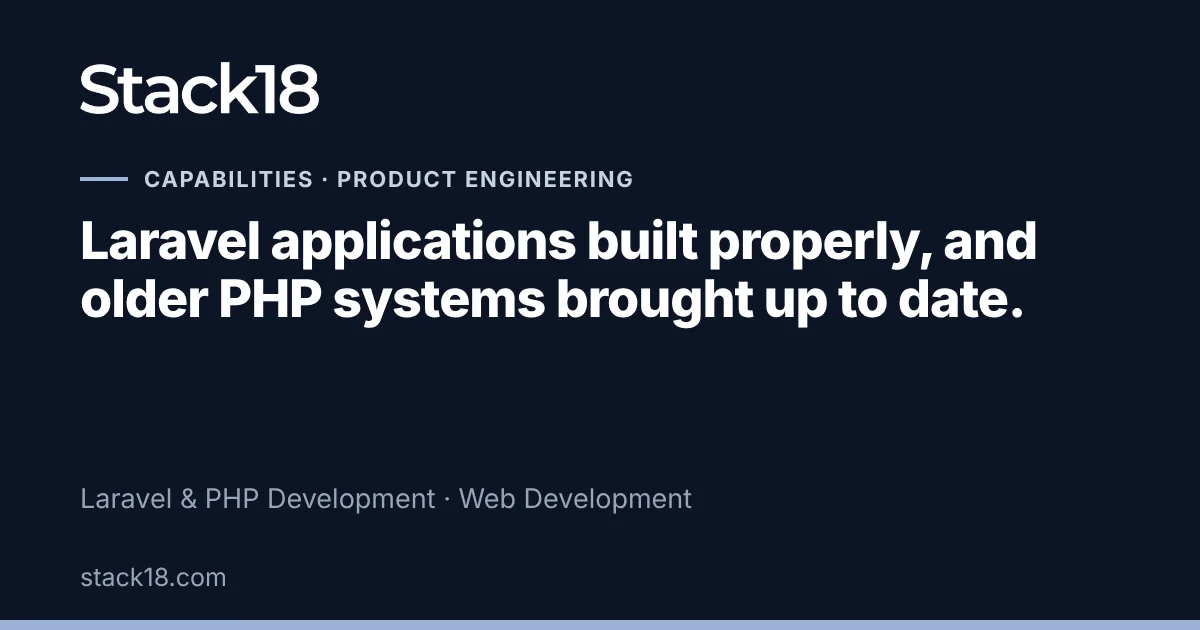 Stack18
CAPABILITIES · PRODUCT ENGINEERING
Laravel applications built properly, and
older PHP systems brought up to date.
Laravel & PHP Development · Web Development
stack18.com